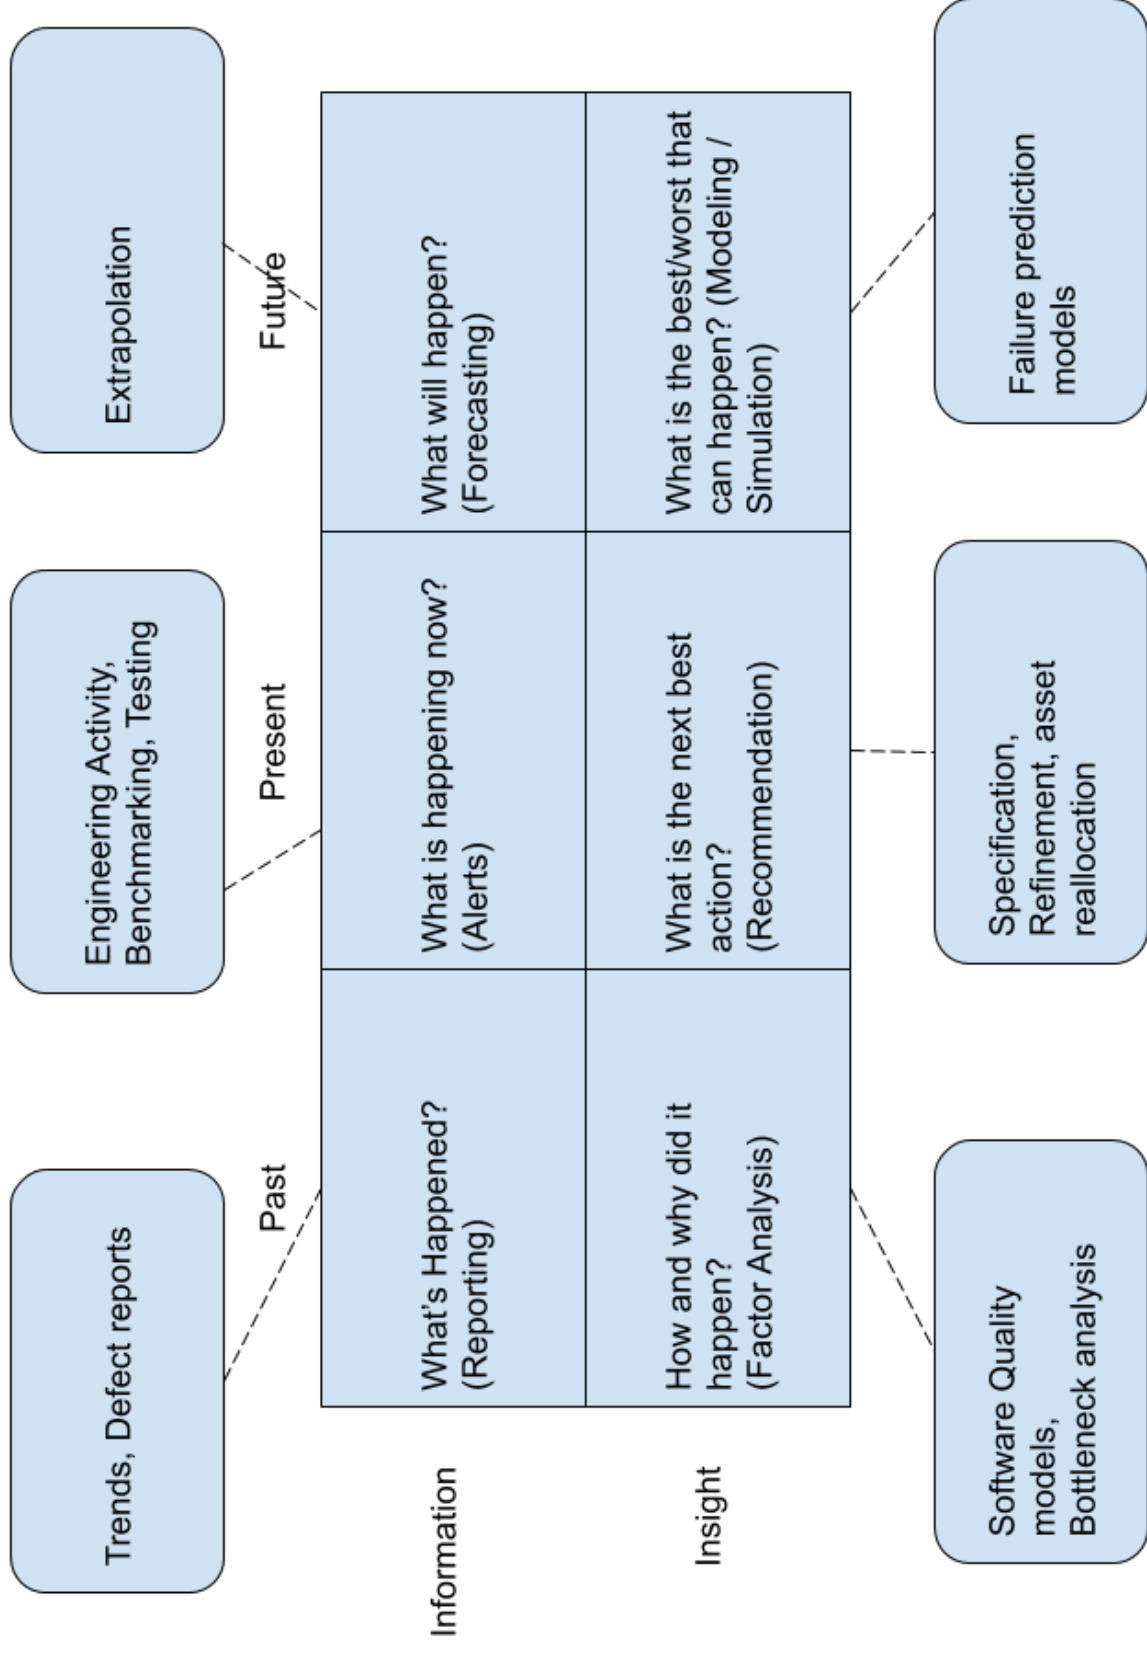 Trends, Defect reports
Engineering Activity,
Benchmarking, Testing
Extrapolation
Past
Present
Future
Information
What’s Happened?
(Reporting)
What is happening now?
(Alerts)
What will happen?
(Forecasting)
Insight
How and why did it
happen?
(Factor Analysis)
What is the next best
action?
(Recommendation)
What is the best/worst that
can happen? (Modeling /
Simulation)
Software Quality
models,
Bottleneck analysis
Specification,
Refinement, asset
reallocation
Failure prediction
models